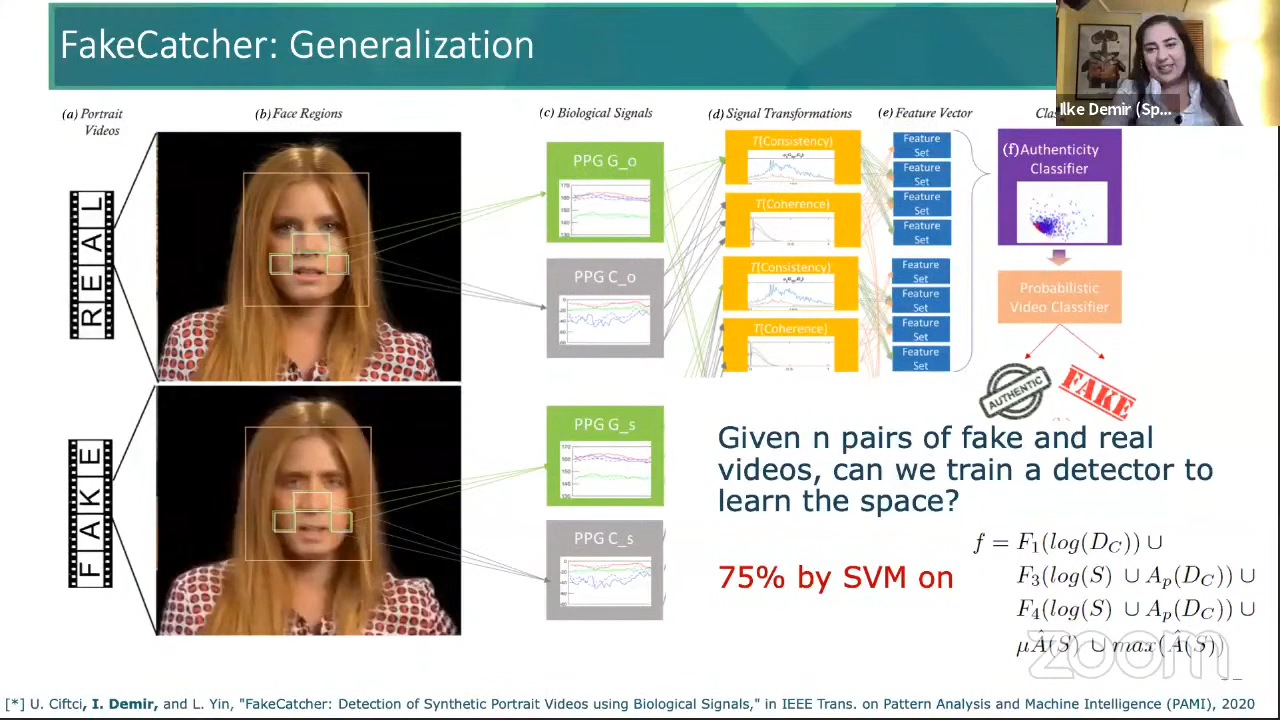 FakeCatcher: Generalization
Ilke Demir (Sp...
(a) Portrait
Videos
(b) Face Regions
(c) Biological Signals
(d) Signal Transformations
(e) Feature Vector
REAL
FAKE
PPG G_o
PPG C_o
PPG G_s
PPG C_s
T(Consistency)
T(Coherence)
T(Consistency)
T(Coherence)
Feature
Set
Feature
Set
Feature
Set
Feature
Set
Feature
Set
Feature
Set
Feature
Set
Feature
Set
(f)Authenticity
Classifier
Probabilistic
Video Classifier
AUTHENTIC
FAKE
Given n pairs of fake and real
videos, can we train a detector to
learn the space?
75% by SVM on
f = F₁(log(D_C)) ∪
F₃(log(S) ∪ A_p(D_C)) ∪
F₄(log(S) ∪ A_p(D_C)) ∪
μÂ(S) ∪ max(Â(S))
zoom
[*] U. Ciftci, I. Demir, and L. Yin, "FakeCatcher: Detection of Synthetic Portrait Videos using Biological Signals," in IEEE Trans. on Pattern Analysis and Machine Intelligence (PAMI), 2020